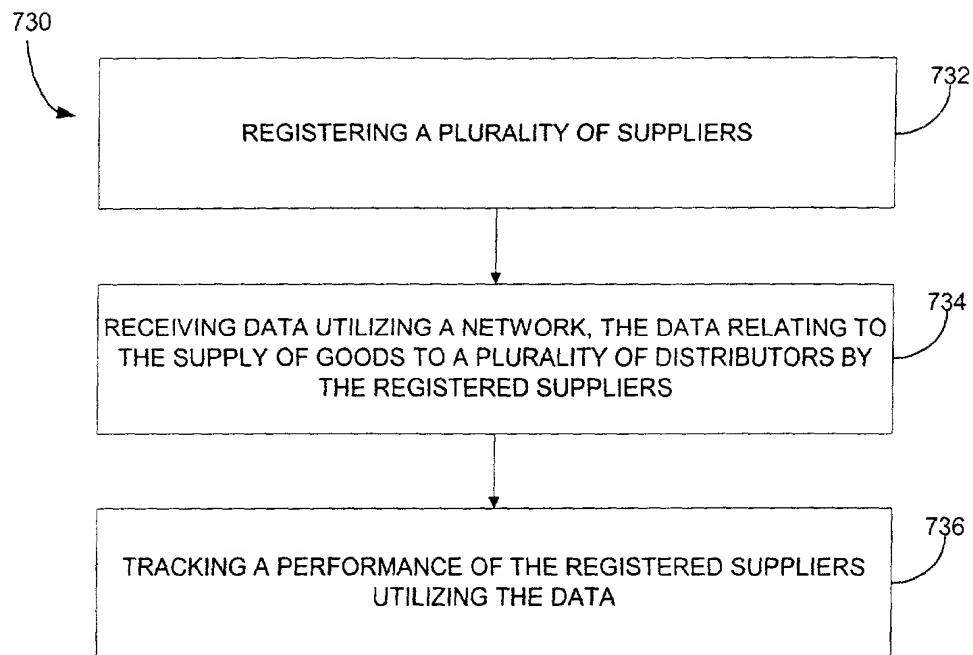 730
732
REGISTERING A PLURALITY OF SUPPLIERS
734
RECEIVING DATA UTILIZING A NETWORK, THE DATA RELATING TO
THE SUPPLY OF GOODS TO A PLURALITY OF DISTRIBUTORS BY
THE REGISTERED SUPPLIERS
736
TRACKING A PERFORMANCE OF THE REGISTERED SUPPLIERS
UTILIZING THE DATA